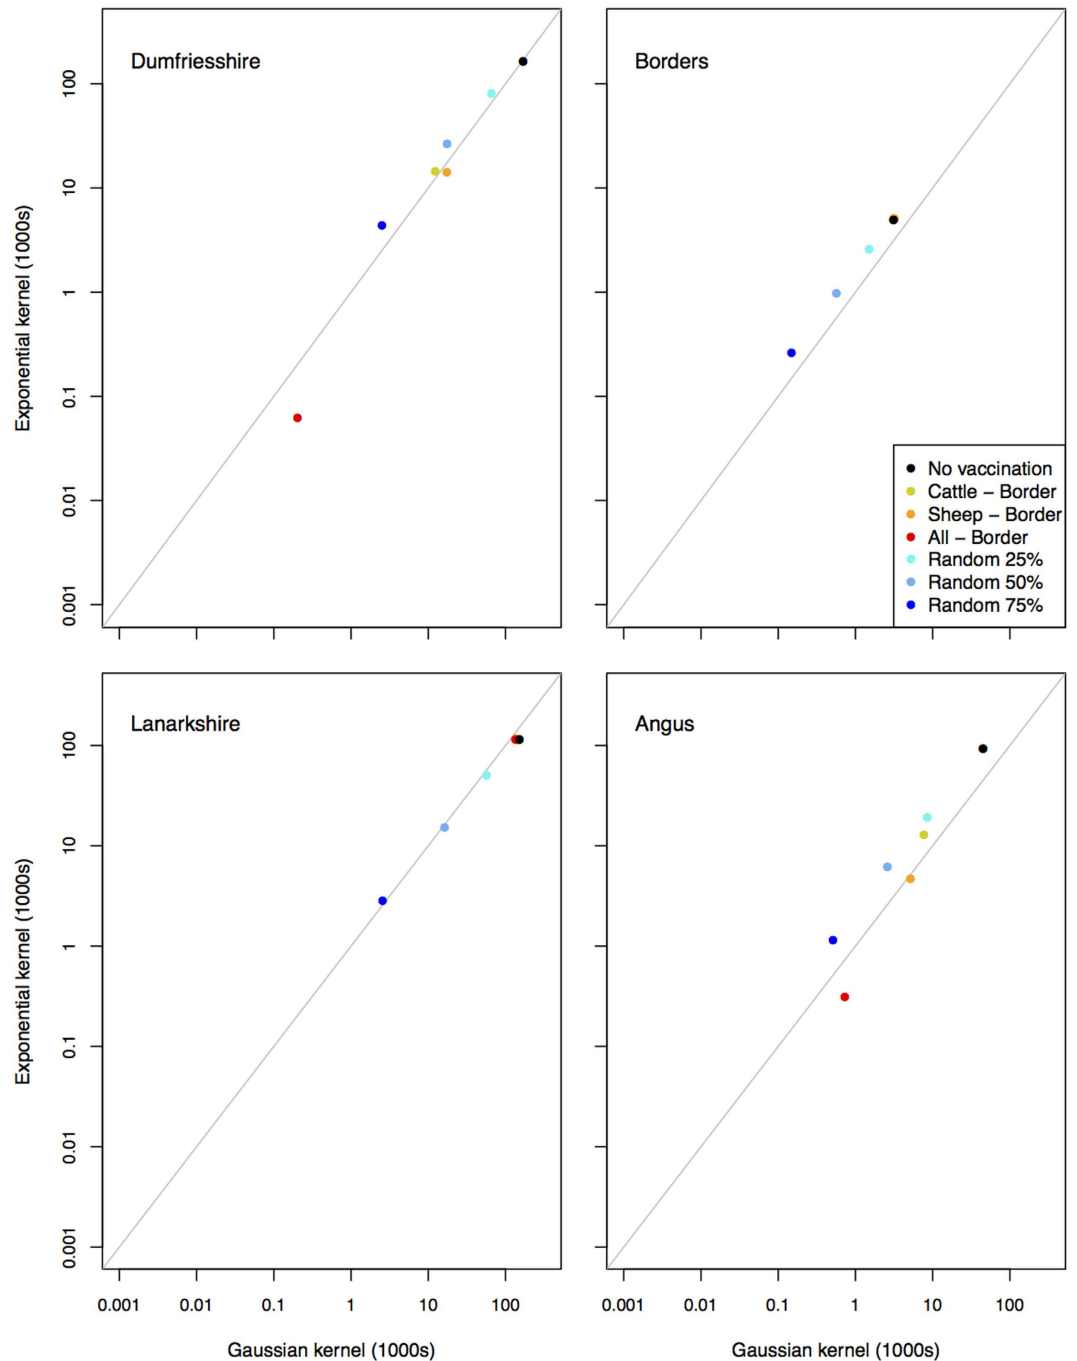 Dumfriesshire
Borders
Exponential kernel (1000s)
100
10
1
0.1
0.01
0.001
No vaccination
Cattle – Border
Sheep – Border
All – Border
Random 25%
Random 50%
Random 75%
Lanarkshire
Angus
Exponential kernel (1000s)
100
10
1
0.1
0.01
0.001
0.001 0.01 0.1 1 10 100
0.001 0.01 0.1 1 10 100
Gaussian kernel (1000s)
Gaussian kernel (1000s)